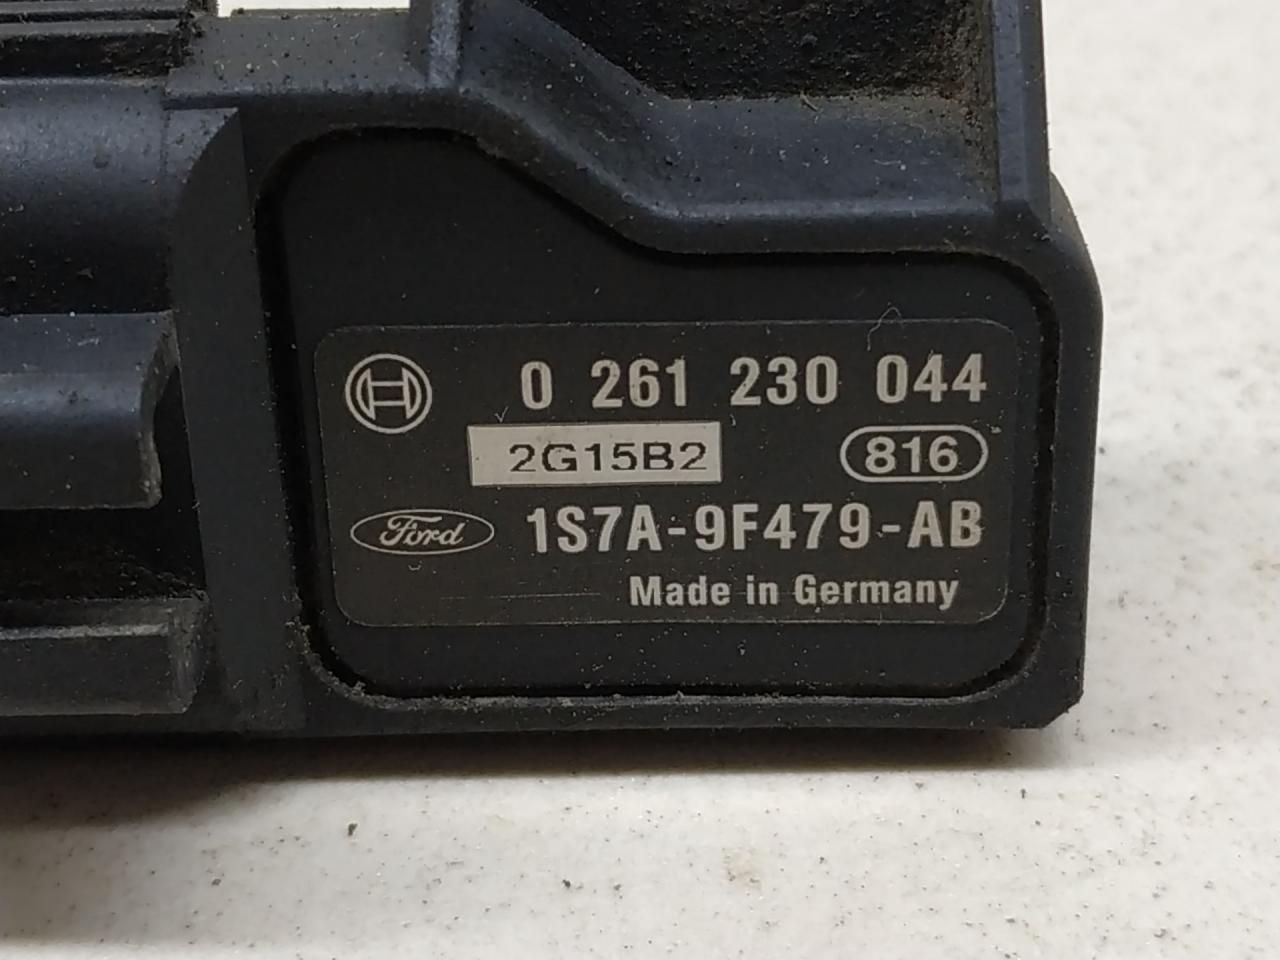 0 261 230 044
2G15B2 816
Ford 1S7A-9F479-AB
Made in Germany